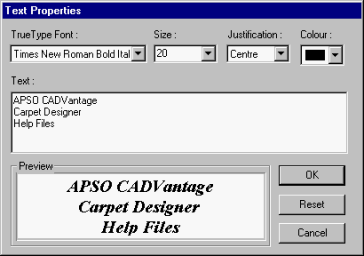 Text Properties
TrueType Font : Size : Justification : Colour :
Times New Roman Bold Ital 20 Centre
Text :
APSO CADVantage
Carpet Designer
Help Files
Preview
APSO CADVantage
Carpet Designer
Help Files
OK
Reset
Cancel